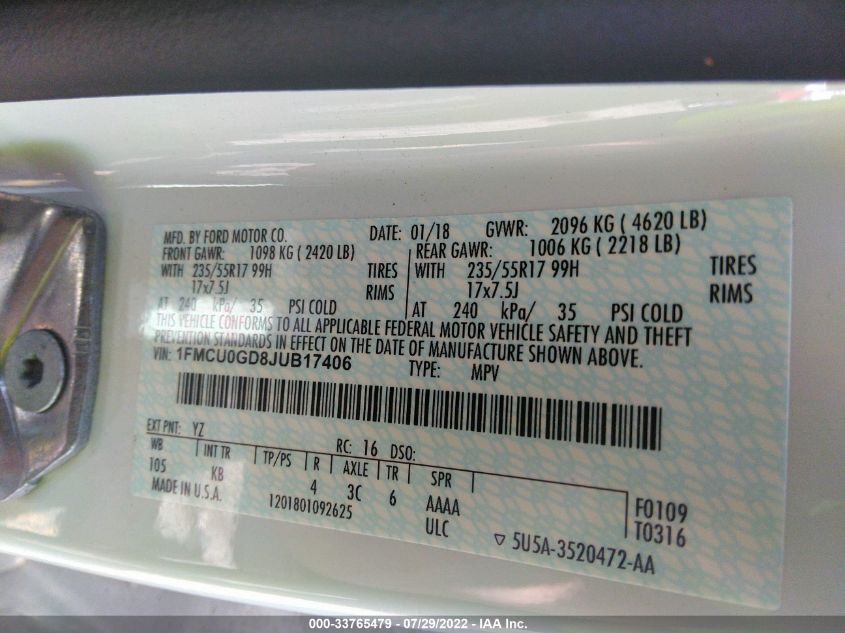 MFD. BY FORD MOTOR CO. DATE: 01/18 GVWR: 2096 KG ( 4620 LB)
FRONT GAWR: 1098 KG ( 2420 LB) REAR GAWR: 1006 KG ( 2218 LB)
WITH 235/55R17 99H TIRES WITH 235/55R17 99H TIRES
17x7.5J RIMS 17x7.5J RIMS
AT 240 kPa/ 35 PSI COLD AT 240 kPa/ 35 PSI COLD
THIS VEHICLE CONFORMS TO ALL APPLICABLE FEDERAL MOTOR VEHICLE SAFETY AND THEFT
PREVENTION STANDARDS IN EFFECT ON THE DATE OF MANUFACTURE SHOWN ABOVE.
VIN: 1FMCU0GD8JUB17406 TYPE: MPV
EXT PNT: YZ RC: 16 DSO:
WB INT TR TP/PS R AXLE TR SPR
105 KB 4 3C 6 AAAA F0109
MADE IN U.S.A. 1201801092625 ULC T0316
▽ 5U5A-3520472-AA
000-33765479 - 07/29/2022 - IAAI Inc.